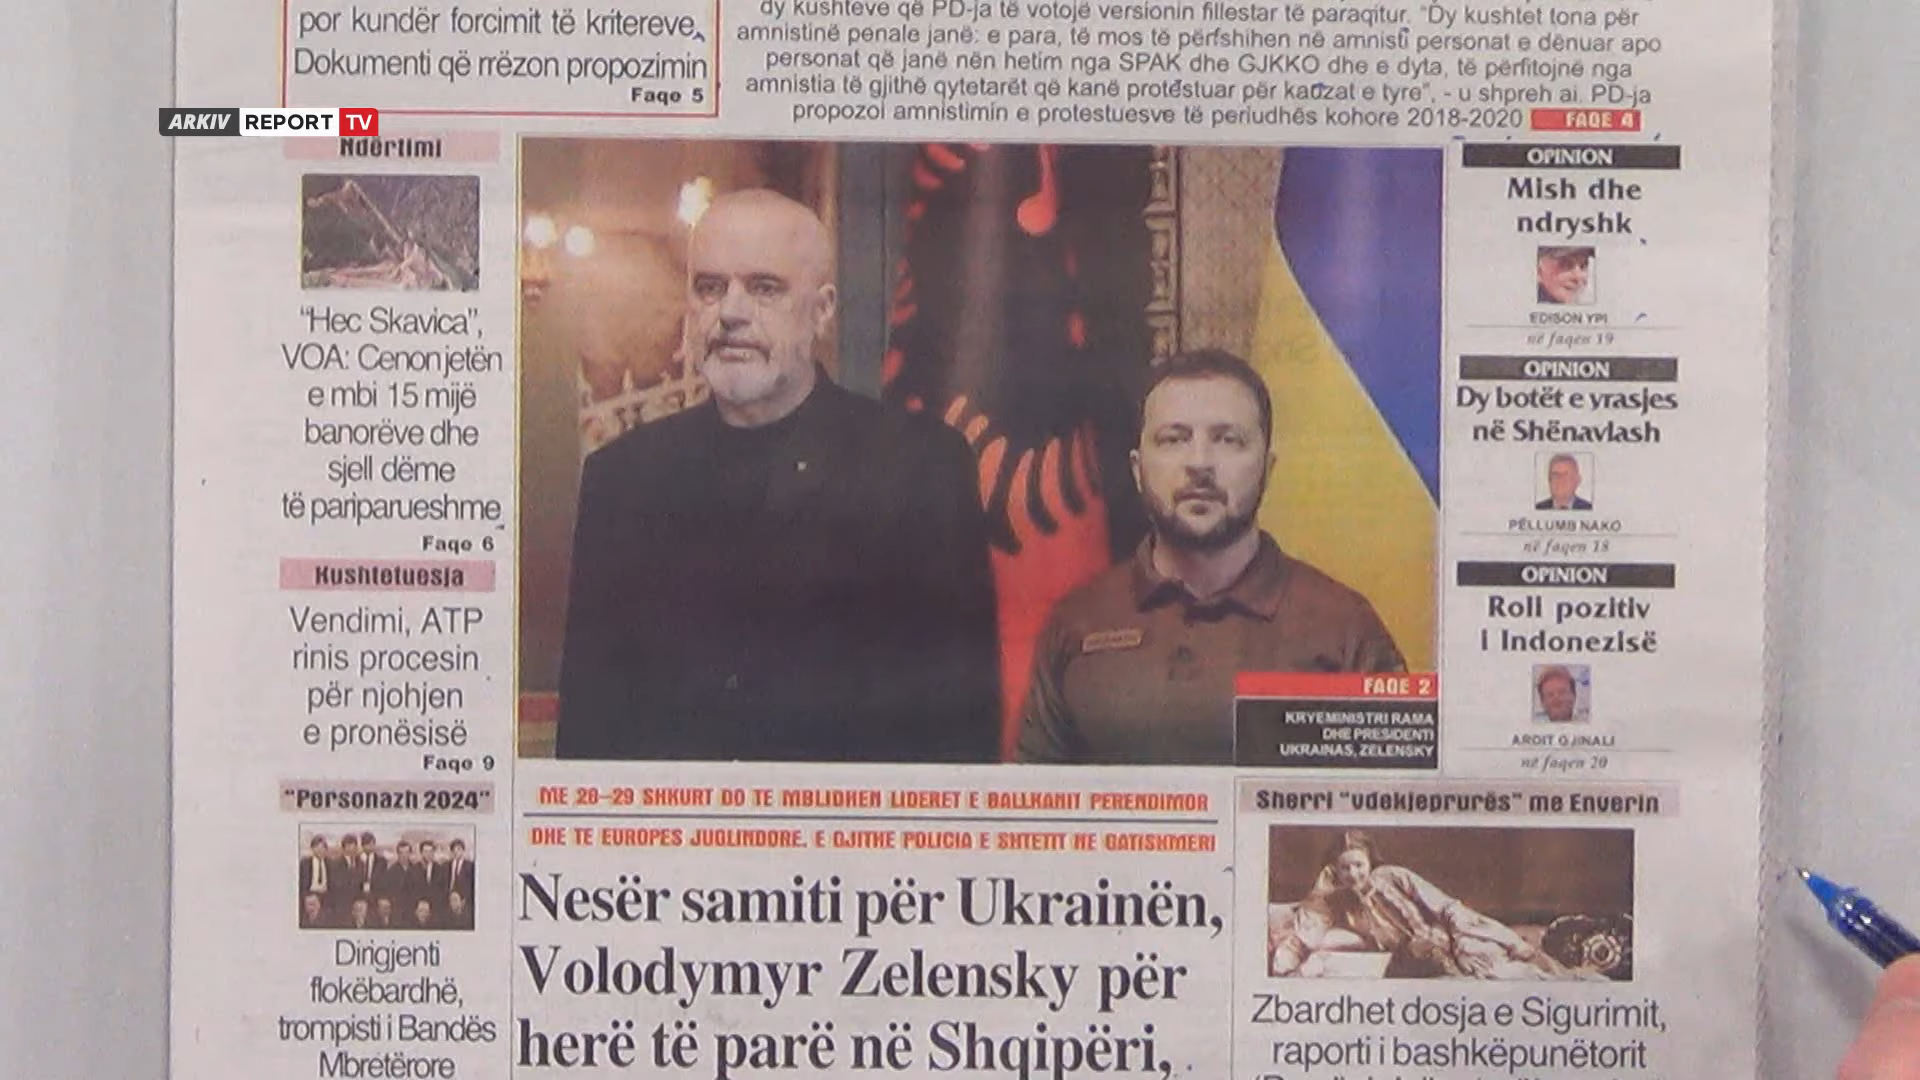 por kundër forcimit të kritereve.
Dokumenti që rrëzon propozimin
Faqe 5
dy kushteve që PD-ja të votojë versionin fillestar të paraqitur. "Dy kushtet tona për
amnistinë penale janë: e para, të mos të përfshihen në amnisti personat e dënuar apo
personat që janë nën hetim nga SPAK dhe GJKKO dhe e dyta, të përfitojnë nga
amnistia të gjithë qytetarët që kanë protestuar për kauzat e tyre", - u shpreh ai. PD-ja
propozoi amnistimin e protestuesve të periudhës kohore 2018-2020
FAQE 4
ARKIV REPORT TV
Ndërtimi
"Hec Skavica",
VOA: Cenon jetën
e mbi 15 mijë
banorëve dhe
sjell dëme
të pariparueshme
Faqe 6
Kushtetuesja
Vendimi, ATP
rinis procesin
për njohjen
e pronësisë
Faqe 9
"Personazh 2024"
Dirigjenti
flokëbardhë,
trompisti i Bandës
Mbretërore
FAQE 2
KRYEMINISTRI RAMA
DHE PRESIDENTI
UKRAINAS, ZELENSKY
ME 28-29 SHKURT DO TE MBLIDHEN LIDERET E BALLKANIT PERENDIMOR
DHE TE EUROPES JUGLINDORE. E GJITHE POLICIA E SHTETIT NE GATISHMERI
Nesër samiti për Ukrainën,
Volodymyr Zelensky për
herë të parë në Shqipëri,
OPINION
Mish dhe
ndryshk
EDISON YPI
në faqen 19
OPINION
Dy botët e vrasjes
në Shënavlash
PËLLUMB NAKO
në faqen 18
OPINION
Roli pozitiv
i Indonezisë
ARDIT GJINALI
në faqen 20
Sherri "vdekjeprurës" me Enverin
Zbardhet dosja e Sigurimit,
raporti i bashkëpunëtorit